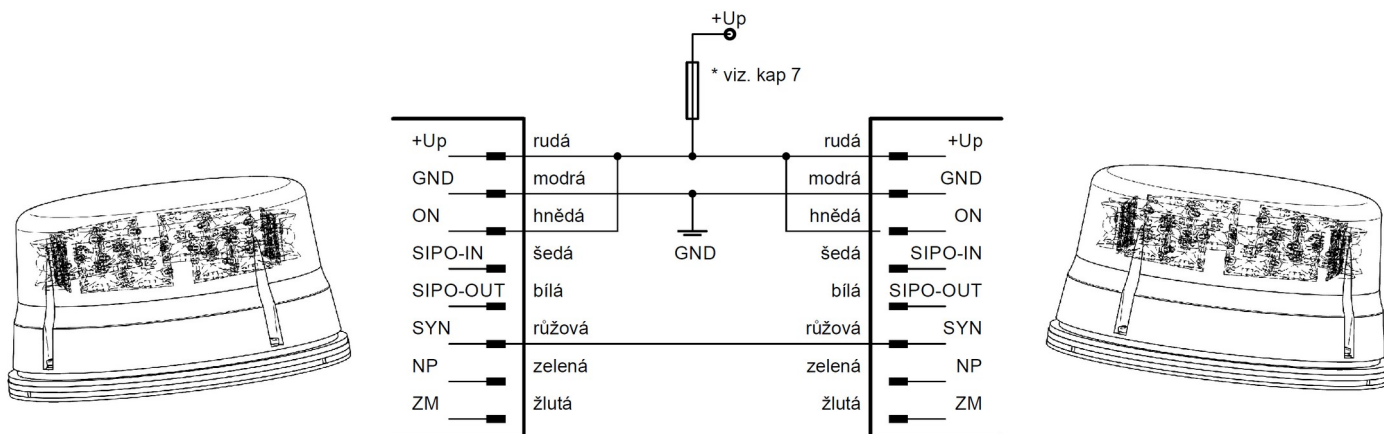 +Up
* viz. kap 7
+Up rudá rudá +Up
GND modrá modrá GND
ON hnědá hnědá ON
GND
SIPO-IN šedá šedá SIPO-IN
SIPO-OUT bílá bílá SIPO-OUT
SYN růžová růžová SYN
NP zelená zelená NP
ZM žlutá žlutá ZM